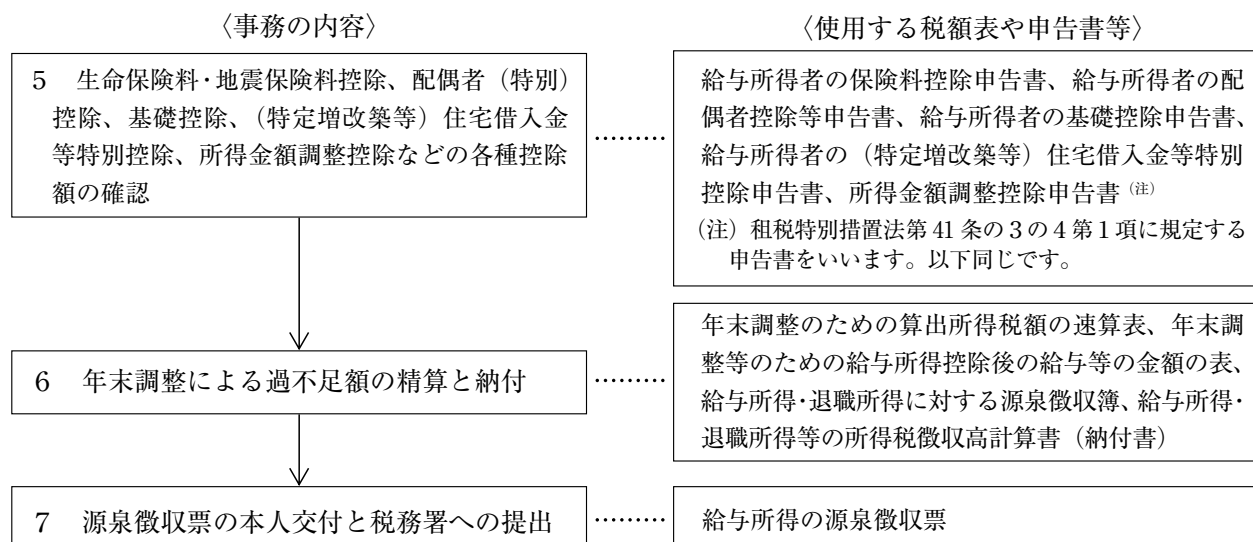 〈事務の内容〉
〈使用する税額表や申告書等〉
5 生命保険料・地震保険料控除、配偶者（特別）
控除、基礎控除、（特定増改築等）住宅借入金
等特別控除、所得金額調整控除などの各種控除
額の確認
給与所得者の保険料控除申告書、給与所得者の配
偶者控除等申告書、給与所得者の基礎控除申告書、
給与所得者の（特定増改築等）住宅借入金等特別
控除申告書、所得金額調整控除申告書（注）
（注）租税特別措置法第41条の3の4第1項に規定する
申告書をいいます。以下同じです。
6 年末調整による過不足額の精算と納付
年末調整のための算出所得税額の速算表、年末調
整等のための給与所得控除後の給与等の金額の表、
給与所得・退職所得に対する源泉徴収簿、給与所得・
退職所得等の所得税徴収高計算書（納付書）
7 源泉徴収票の本人交付と税務署への提出
給与所得の源泉徴収票